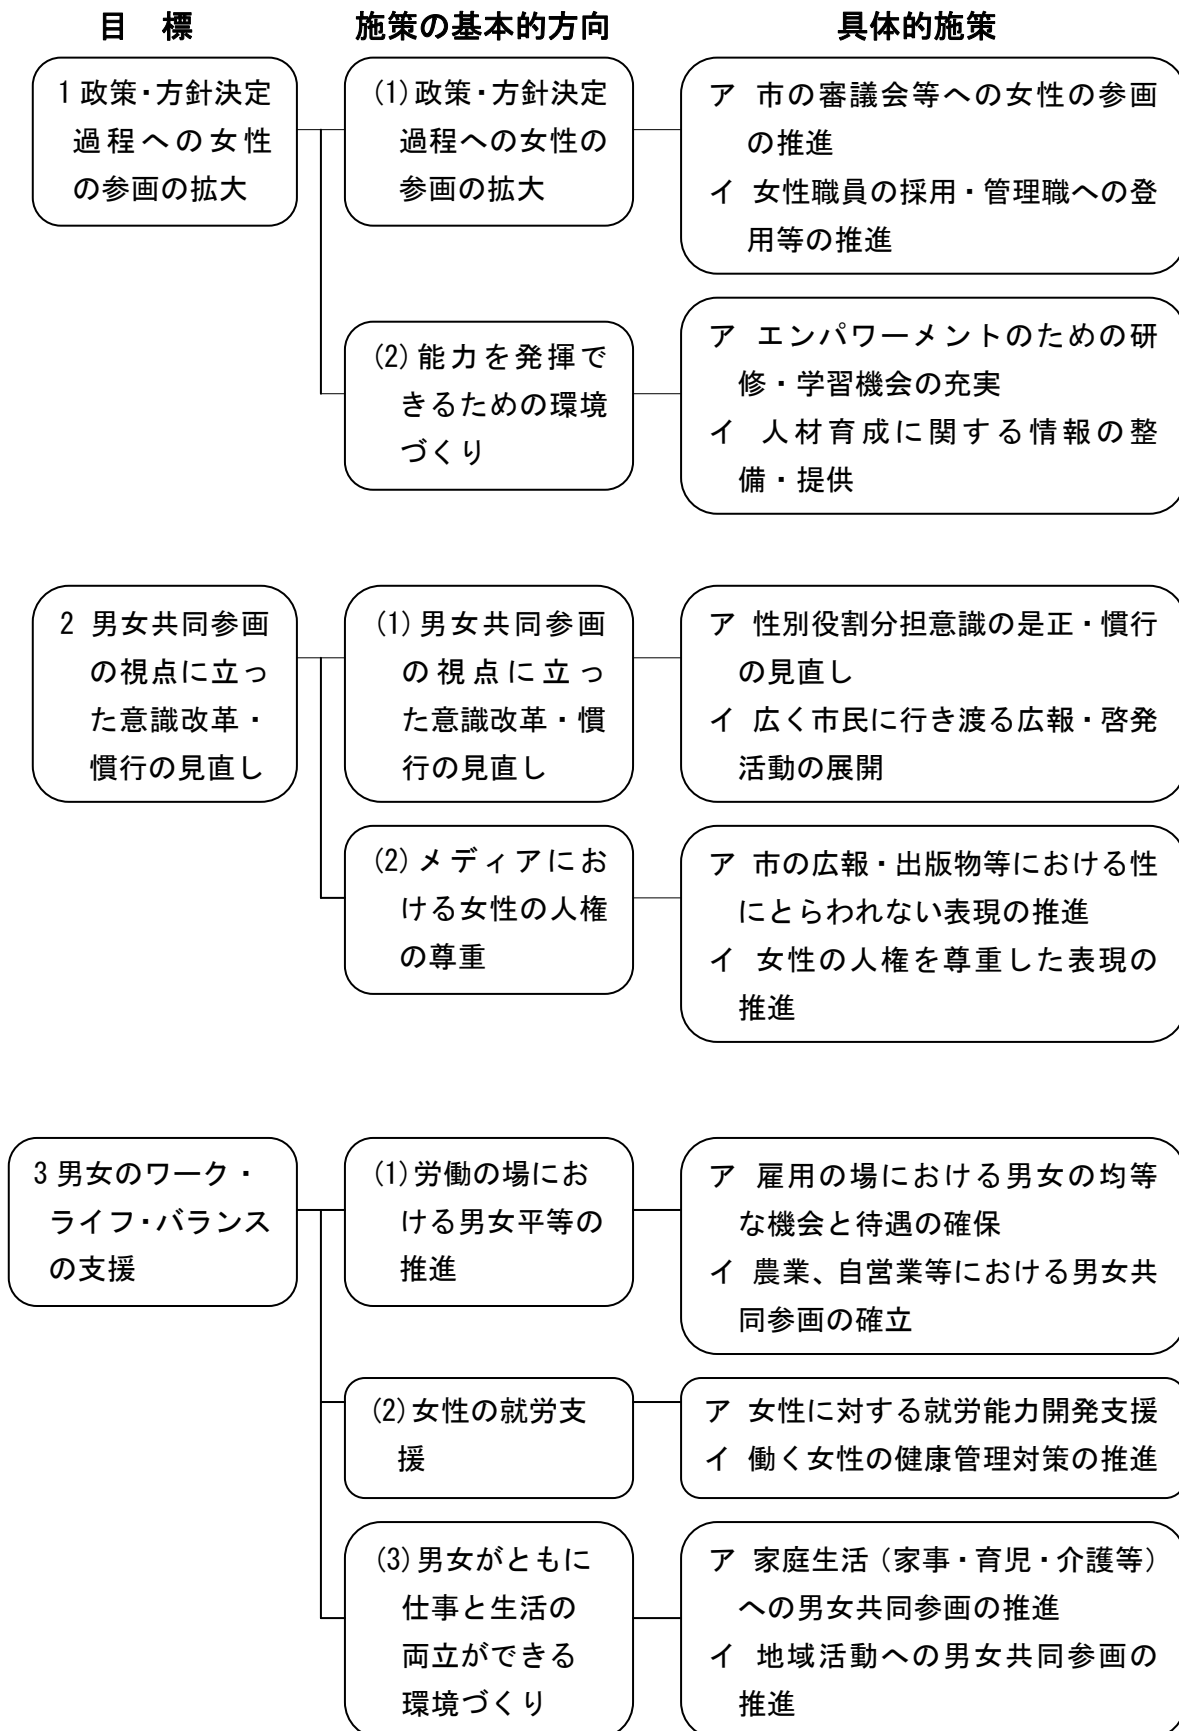 目　標
施策の基本的方向
具体的施策
1 政策・方針決定
過程への女性
の参画の拡大
(1) 政策・方針決定
過程への女性の
参画の拡大
ア 市の審議会等への女性の参画
の推進
イ 女性職員の採用・管理職への登
用等の推進
(2) 能力を発揮で
きるための環境
づくり
ア エンパワーメントのための研
修・学習機会の充実
イ 人材育成に関する情報の整
備・提供
2 男女共同参画
の視点に立っ
た意識改革・
慣行の見直し
(1) 男女共同参画
の視点に立っ
た意識改革・慣
行の見直し
ア 性別役割分担意識の是正・慣行
の見直し
イ 広く市民に行き渡る広報・啓発
活動の展開
(2) メディアにお
ける女性の人権
の尊重
ア 市の広報・出版物等における性
にとらわれない表現の推進
イ 女性の人権を尊重した表現の
推進
3 男女のワーク・
ライフ・バランス
の支援
(1) 労働の場にお
ける男女平等の
推進
ア 雇用の場における男女の均等
な機会と待遇の確保
イ 農業、自営業等における男女共
同参画の確立
(2) 女性の就労支
援
ア 女性に対する就労能力開発支援
イ 働く女性の健康管理対策の推進
(3) 男女がともに
仕事と生活の
両立ができる
環境づくり
ア 家庭生活（家事・育児・介護等）
への男女共同参画の推進
イ 地域活動への男女共同参画の
推進